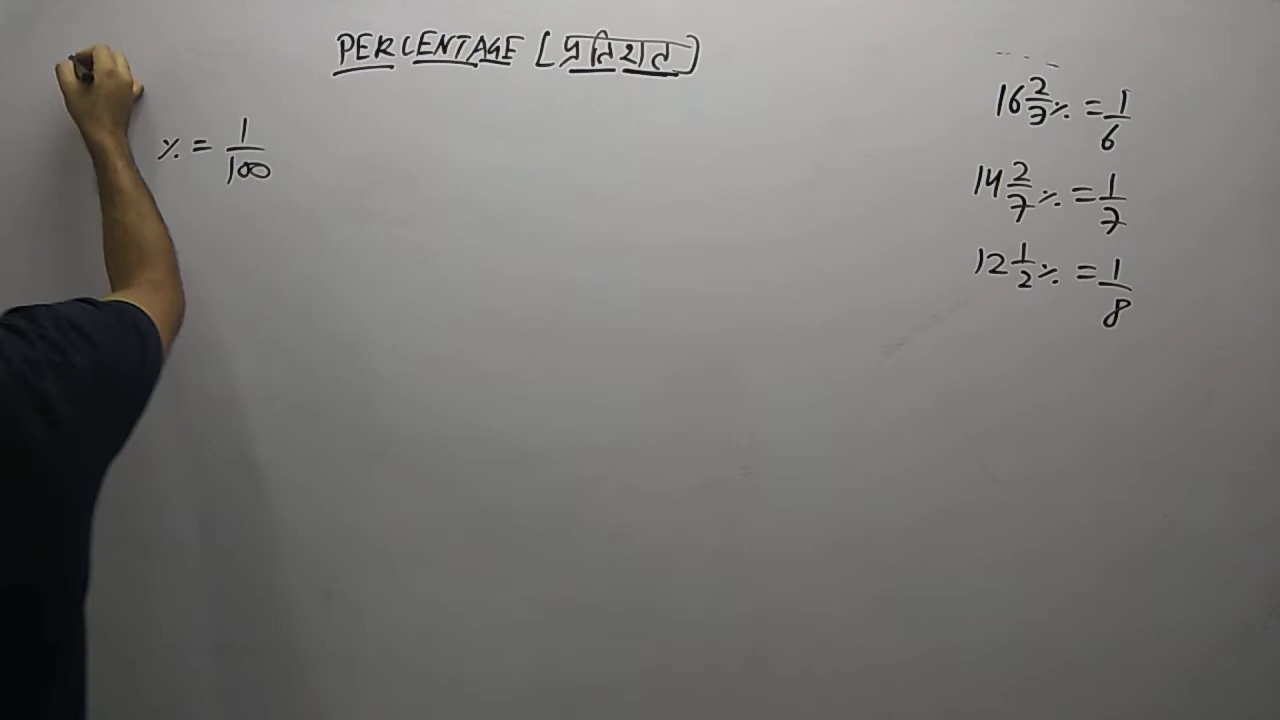 PERCENTAGE [प्रतिशत)
% = 1/100
16 2/3% = 1/6
14 2/7% = 1/7
12 1/2% = 1/8